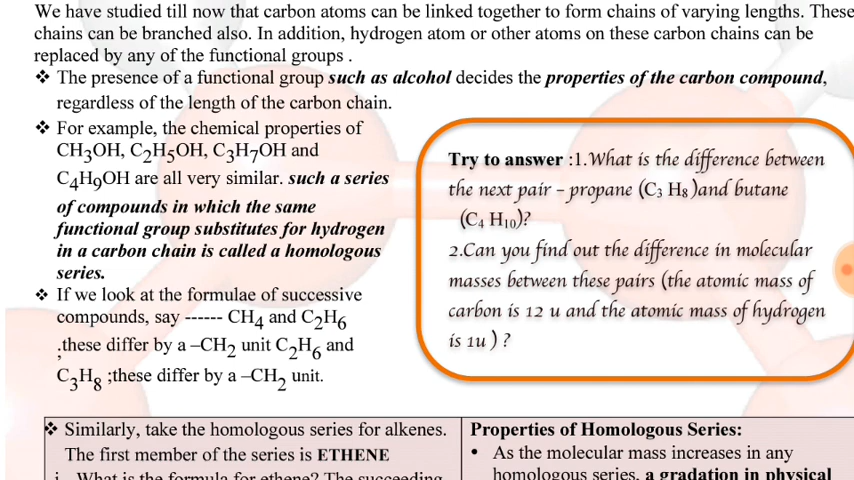 We have studied till now that carbon atoms can be linked together to form chains of varying lengths. These
chains can be branched also. In addition, hydrogen atom or other atoms on these carbon chains can be
replaced by any of the functional groups .
❖ The presence of a functional group such as alcohol decides the properties of the carbon compound,
regardless of the length of the carbon chain.
❖ For example, the chemical properties of
CH3OH, C2H5OH, C3H7OH and
C4H9OH are all very similar. such a series
of compounds in which the same
functional group substitutes for hydrogen
in a carbon chain is called a homologous
series.
❖ If we look at the formulae of successive
compounds, say ------ CH4 and C2H6
;these differ by a –CH2 unit C2H6 and
C3H8 ;these differ by a –CH2 unit.
Try to answer :1.What is the difference between
the next pair – propane (C3 H8 )and butane
(C4 H10)?
2.Can you find out the difference in molecular
masses between these pairs (the atomic mass of
carbon is 12 u and the atomic mass of hydrogen
is 1u ) ?
❖ Similarly, take the homologous series for alkenes.
The first member of the series is ETHENE
i. What is the formula for ethene? The succeeding
Properties of Homologous Series:
• As the molecular mass increases in any
homologous series, a gradation in physical